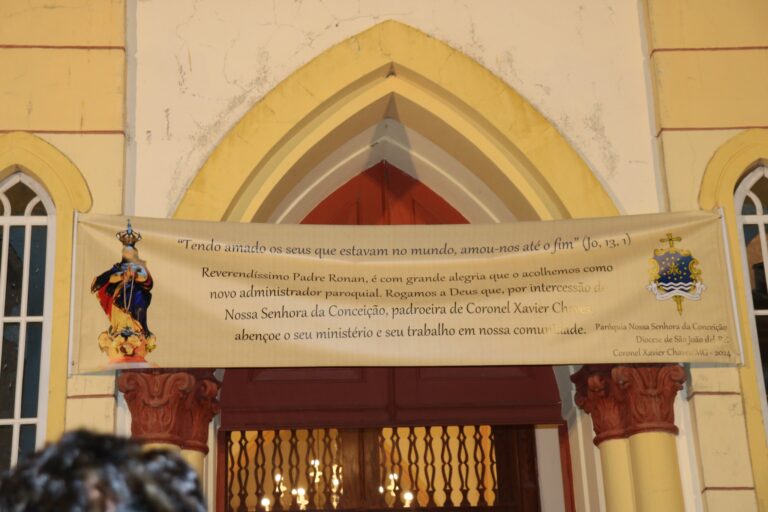 "Tendo amado os seus que estavam no mundo, amou-nos até o fim" (Jo, 13, 1)
Reverendíssimo Padre Ronan, é com grande alegria que o acolhemos como
novo administrador paroquial. Rogamos a Deus que, por intercessão de
Nossa Senhora da Conceição, padroeira de Coronel Xavier Chaves,
abençoe o seu ministério e seu trabalho em nossa comunidade.
Paróquia Nossa Senhora da Conceição
Diocese de São João del
Coronel Xavier Chaves/MG - 2024